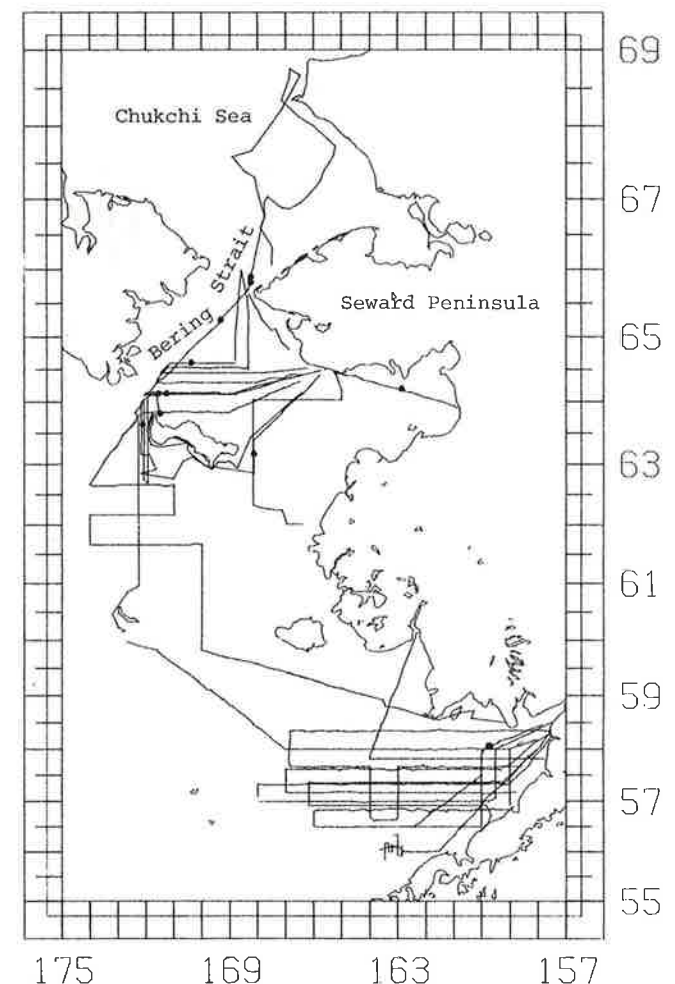 69
Chukchi Sea
67
Bering Strait
Seward Peninsula
65
63
61
59
57
55
175 169 163 157